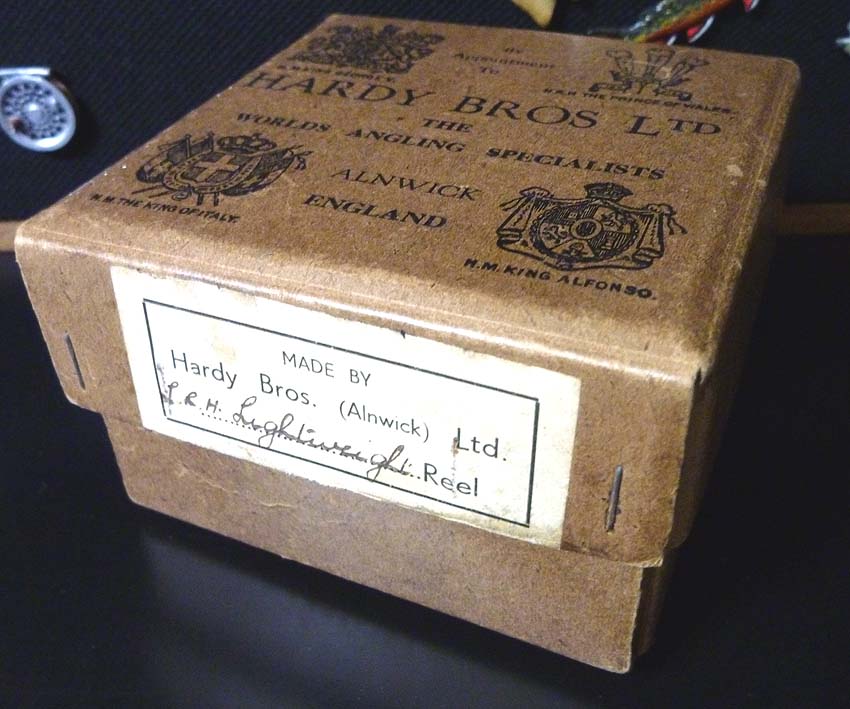 By
Appointment
To
H.R.H. THE PRINCE OF WALES.
HARDY BROS LTD
THE
WORLDS ANGLING SPECIALISTS
ALNWICK
ENGLAND
H.M. THE KING OF ITALY.
H.M. KING ALFONSO.
MADE BY
Hardy Bros. (Alnwick) Ltd.
L.R.H. Lightweight Reel